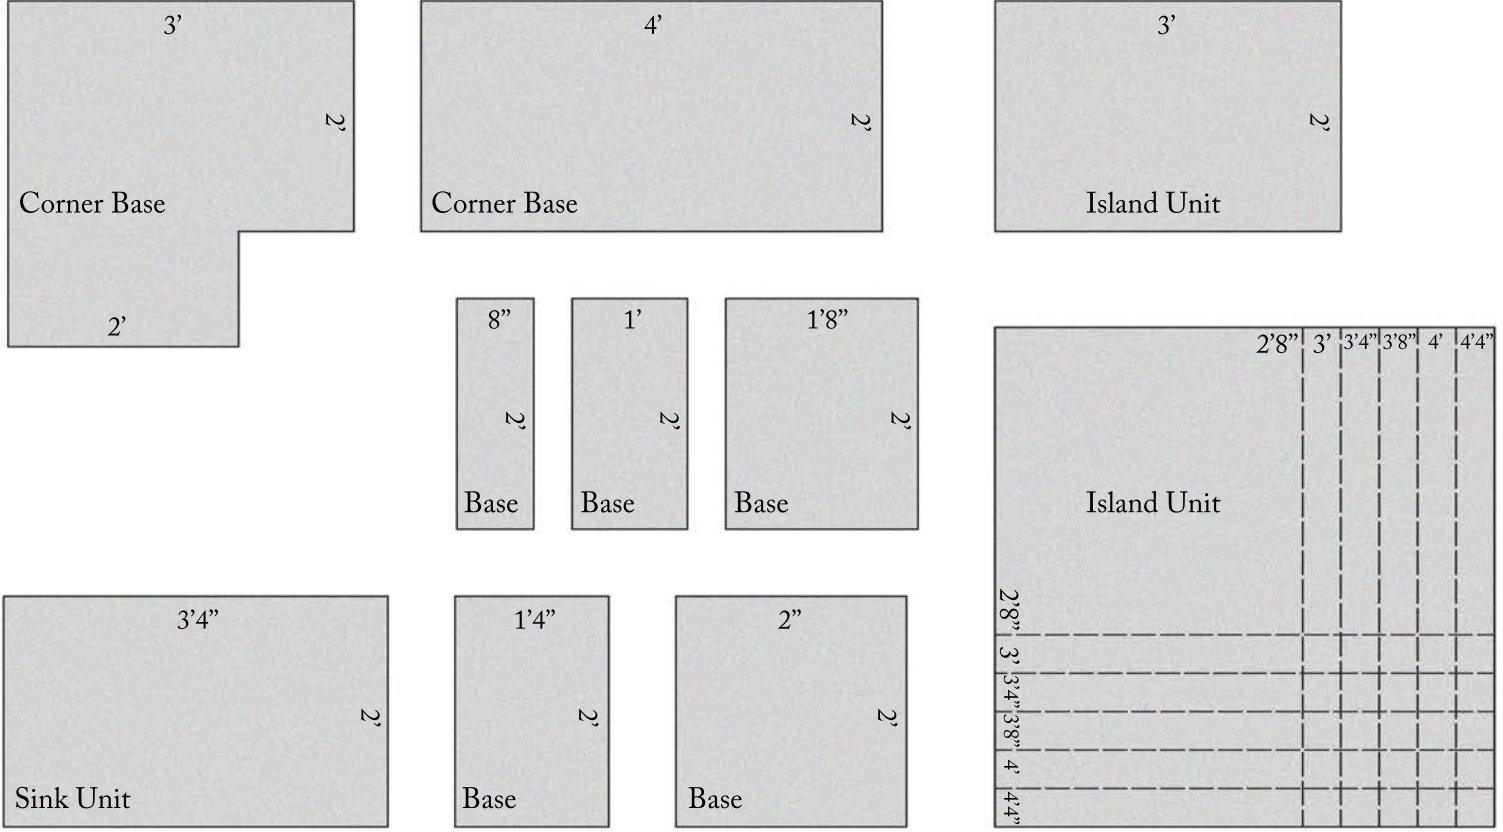 3’
2’
Corner Base
2’
4’
2’
Corner Base
3’
2’
Island Unit
8”
2’
Base
1’
2’
Base
1’8”
2’
Base
2’8” 3’ 3’4” 3’8” 4’ 4’4”
Island Unit
2’8”
3’
3’4”
3’8”
4’
4’4”
3’4”
2’
Sink Unit
1’4”
2’
Base
2”
2’
Base